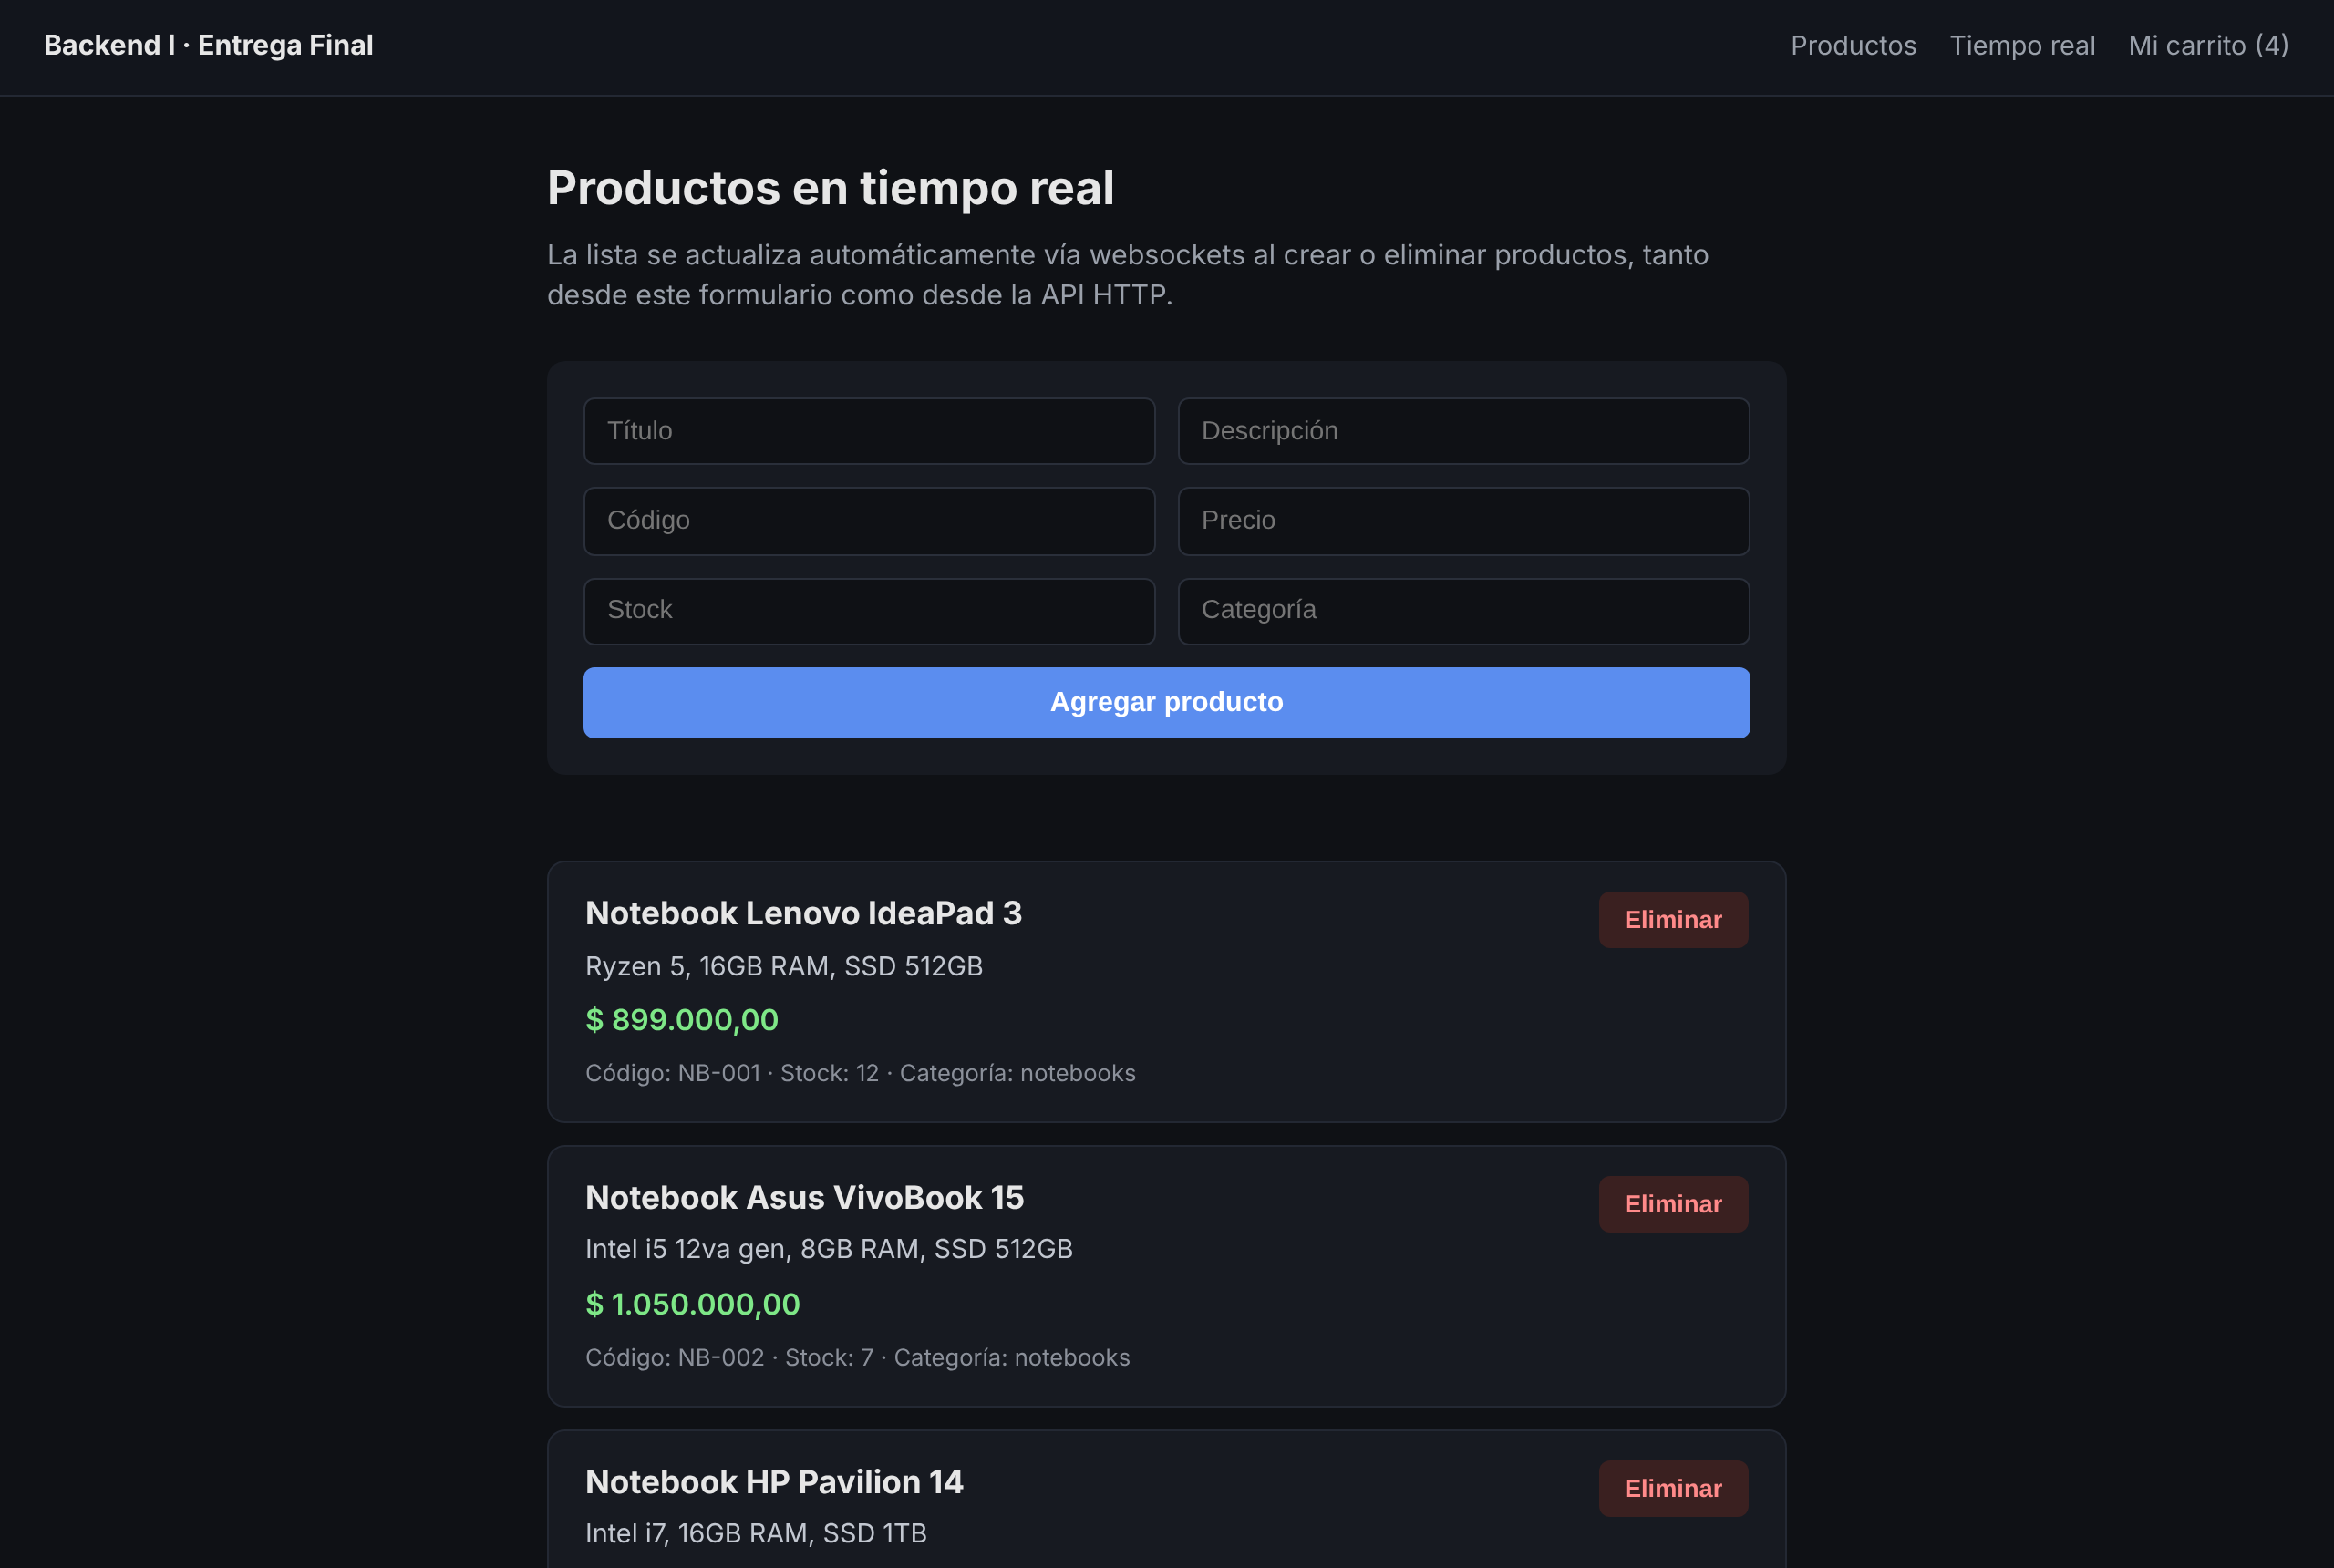 Backend I · Entrega Final
Productos
Tiempo real
Mi carrito (4)
Productos en tiempo real
La lista se actualiza automáticamente vía websockets al crear o eliminar productos, tanto
desde este formulario como desde la API HTTP.
Título
Descripción
Código
Precio
Stock
Categoría
Agregar producto
Notebook Lenovo IdeaPad 3
Eliminar
Ryzen 5, 16GB RAM, SSD 512GB
$ 899.000,00
Código: NB-001 · Stock: 12 · Categoría: notebooks
Notebook Asus VivoBook 15
Eliminar
Intel i5 12va gen, 8GB RAM, SSD 512GB
$ 1.050.000,00
Código: NB-002 · Stock: 7 · Categoría: notebooks
Notebook HP Pavilion 14
Eliminar
Intel i7, 16GB RAM, SSD 1TB